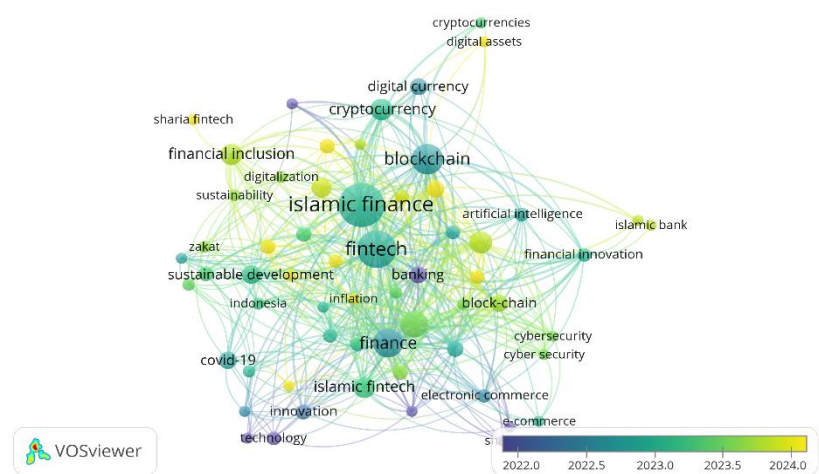 cryptocurrencies
digital assets
digital currency
cryptocurrency
sharia fintech
financial inclusion
blockchain
digitalization
sustainability
islamic finance
artificial intelligence
islamic bank
zakat
fintech
financial innovation
sustainable development
banking
indonesia
inflation
block-chain
cybersecurity
finance
cyber security
covid-19
islamic fintech
electronic commerce
innovation
e-commerce
technology
VOSviewer
2022.0 2022.5 2023.0 2023.5 2024.0